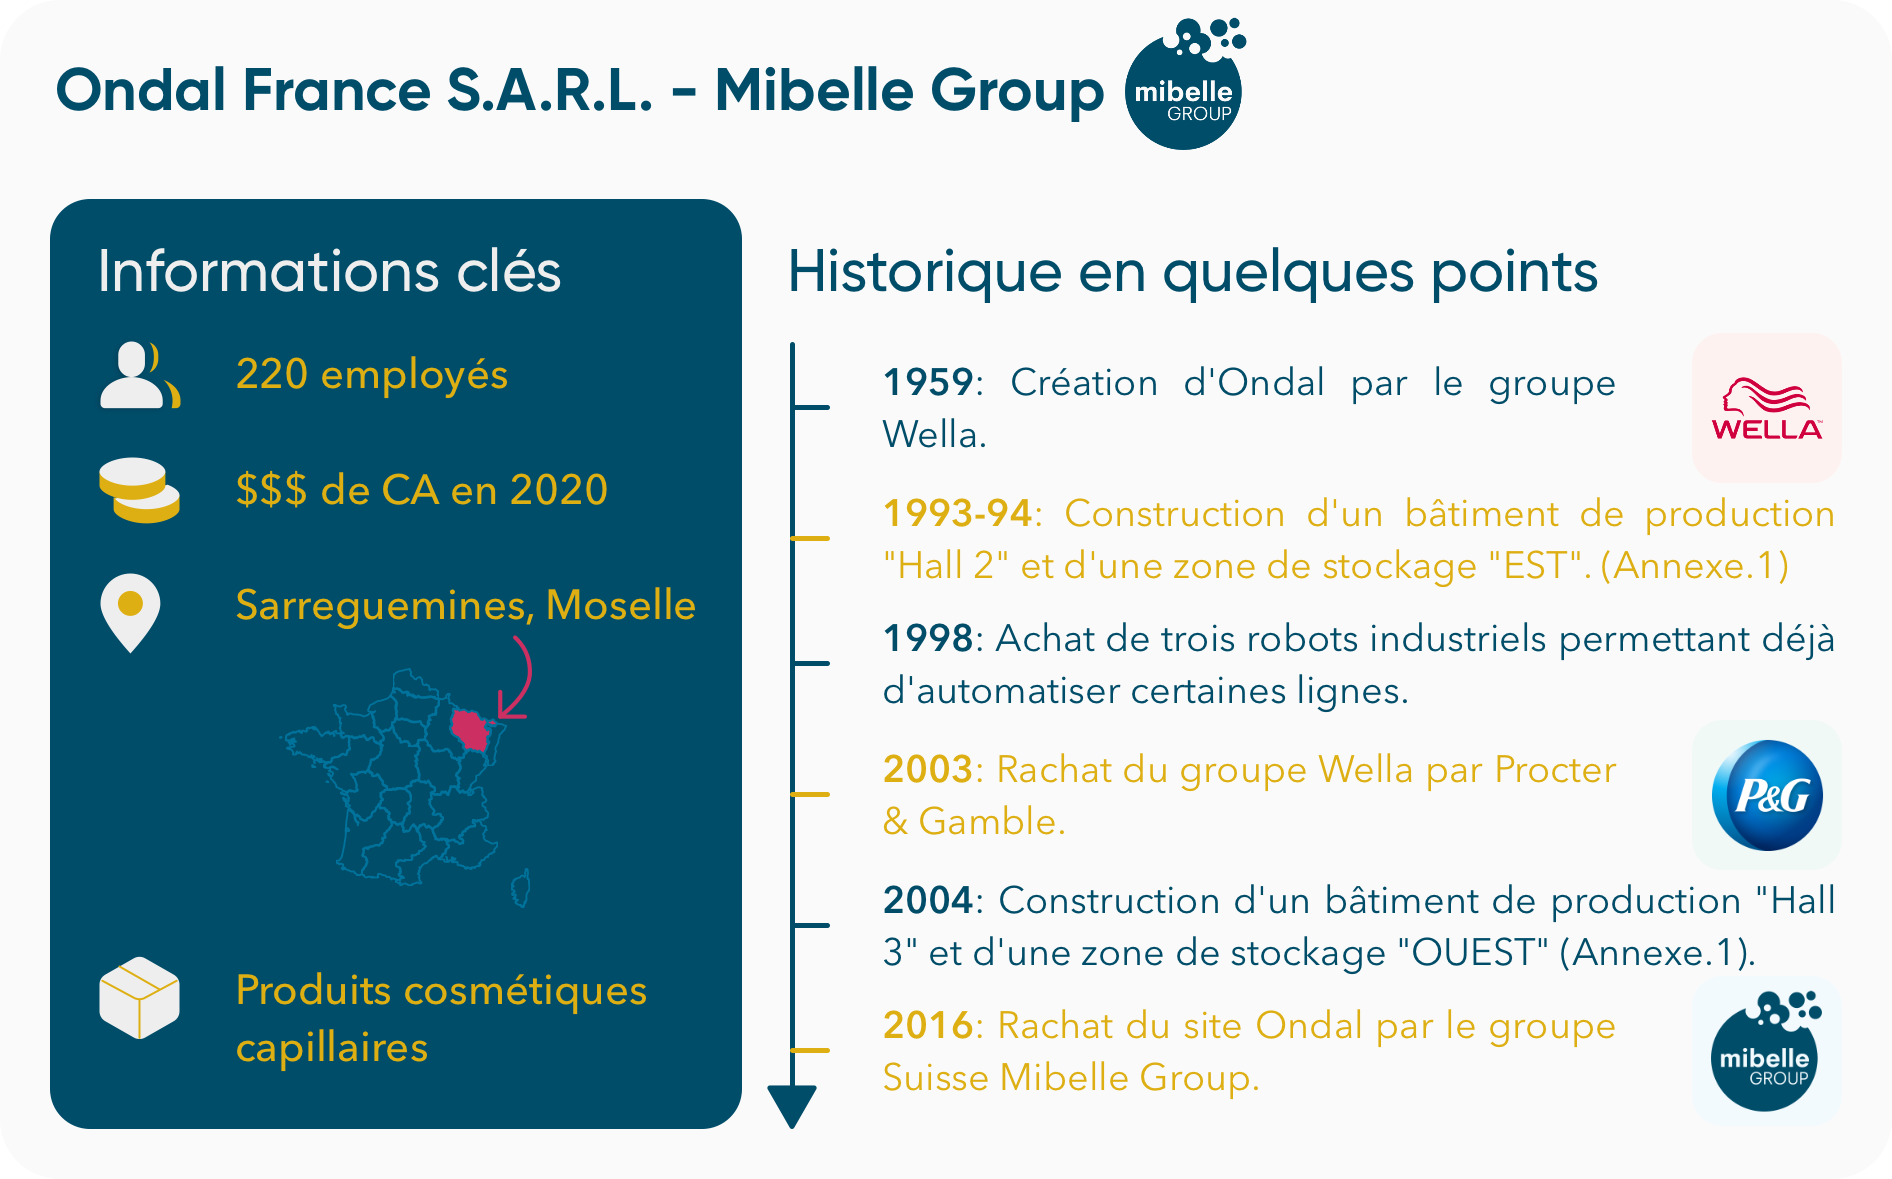 Ondal France S.A.R.L. - Mibelle Group
mibelle
GROUP
Informations clés
220 employés
$$$ de CA en 2020
Sarreguemines, Moselle
Produits cosmétiques
capillaires
Historique en quelques points
1959: Création d'Ondal par le groupe
Wella.
WELLA™
1993-94: Construction d'un bâtiment de production
"Hall 2" et d'une zone de stockage "EST". (Annexe.1)
1998: Achat de trois robots industriels permettant déjà
d'automatiser certaines lignes.
2003: Rachat du groupe Wella par Procter
& Gamble.
P&G
2004: Construction d'un bâtiment de production "Hall
3" et d'une zone de stockage "OUEST" (Annexe.1).
2016: Rachat du site Ondal par le groupe
Suisse Mibelle Group.
mibelle
GROUP